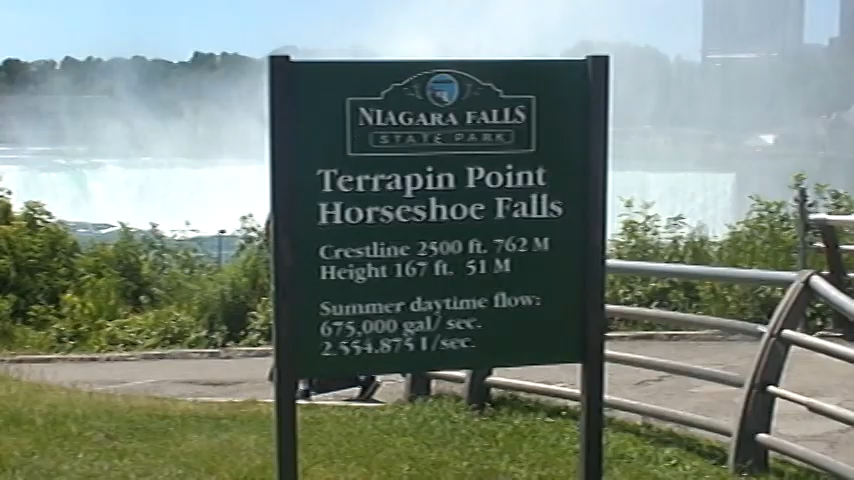 NIAGARA FALLS
STATE PARK
Terrapin Point
Horseshoe Falls
Crestline 2500 ft. 762 M
Height 167 ft. 51 M
Summer daytime flow:
675,000 gal/ sec.
2.554.875 l/sec.